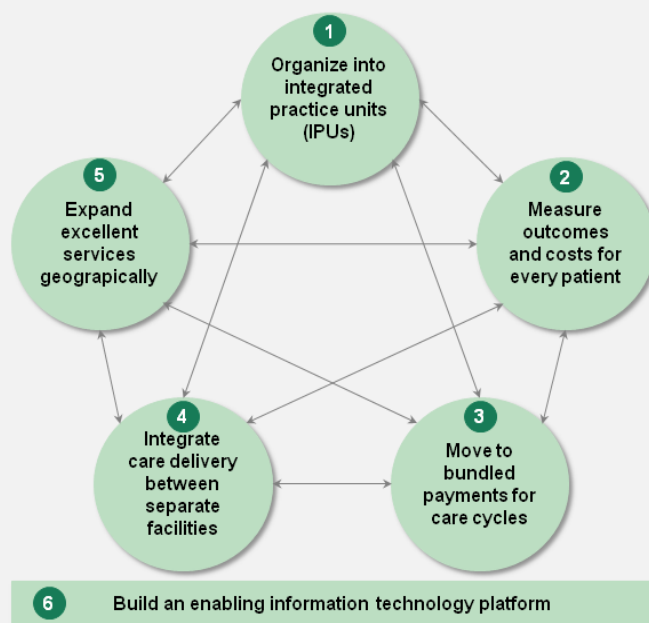 1
Organize into
integrated
practice units
(IPUs)
2
Measure
outcomes
and costs for
every patient
3
Move to
bundled
payments for
care cycles
4
Integrate
care delivery
between
separate
facilities
5
Expand
excellent
services
geograpically
6 Build an enabling information technology platform